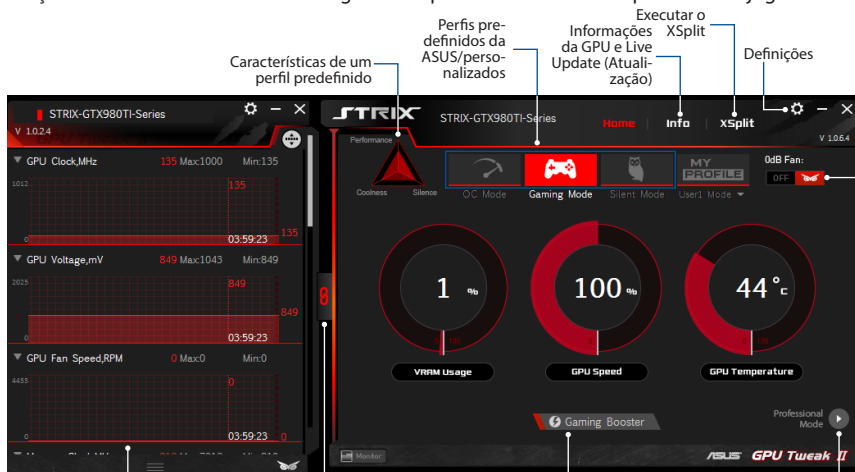 Executar o
XSplit
Perfis pre-
definidos da
ASUS/perso-
nalizados
Informações
da GPU e Live
Update (Atuali-
zação)
Definições
Características de um
perfil predefinido
STRIX-GTX980TI-Series
V 1.0.2.4
GPU Clock,MHz 135 Max:1000 Min:135
1012
135
135
0
03:59:23
GPU Voltage,mV 849 Max:1043 Min:849
2025
849
849
0
03:59:23
GPU Fan Speed,RPM 0 Max:0 Min:0
4455
0
0
03:59:23
0
STRIX
STRIX-GTX980TI-Series
Home Info XSplit
V 1.0.6.4
Performance
Coolness Silence
OC Mode
Gaming Mode
Silent Mode
MY
PROFILE
User1 Mode
0dB Fan:
OFF
1 %
0 100
VRAM Usage
100 %
GPU Speed
44 °c
GPU Temperature
Gaming Booster
Professional
Mode
Monitor
ASUS GPU Tweak II